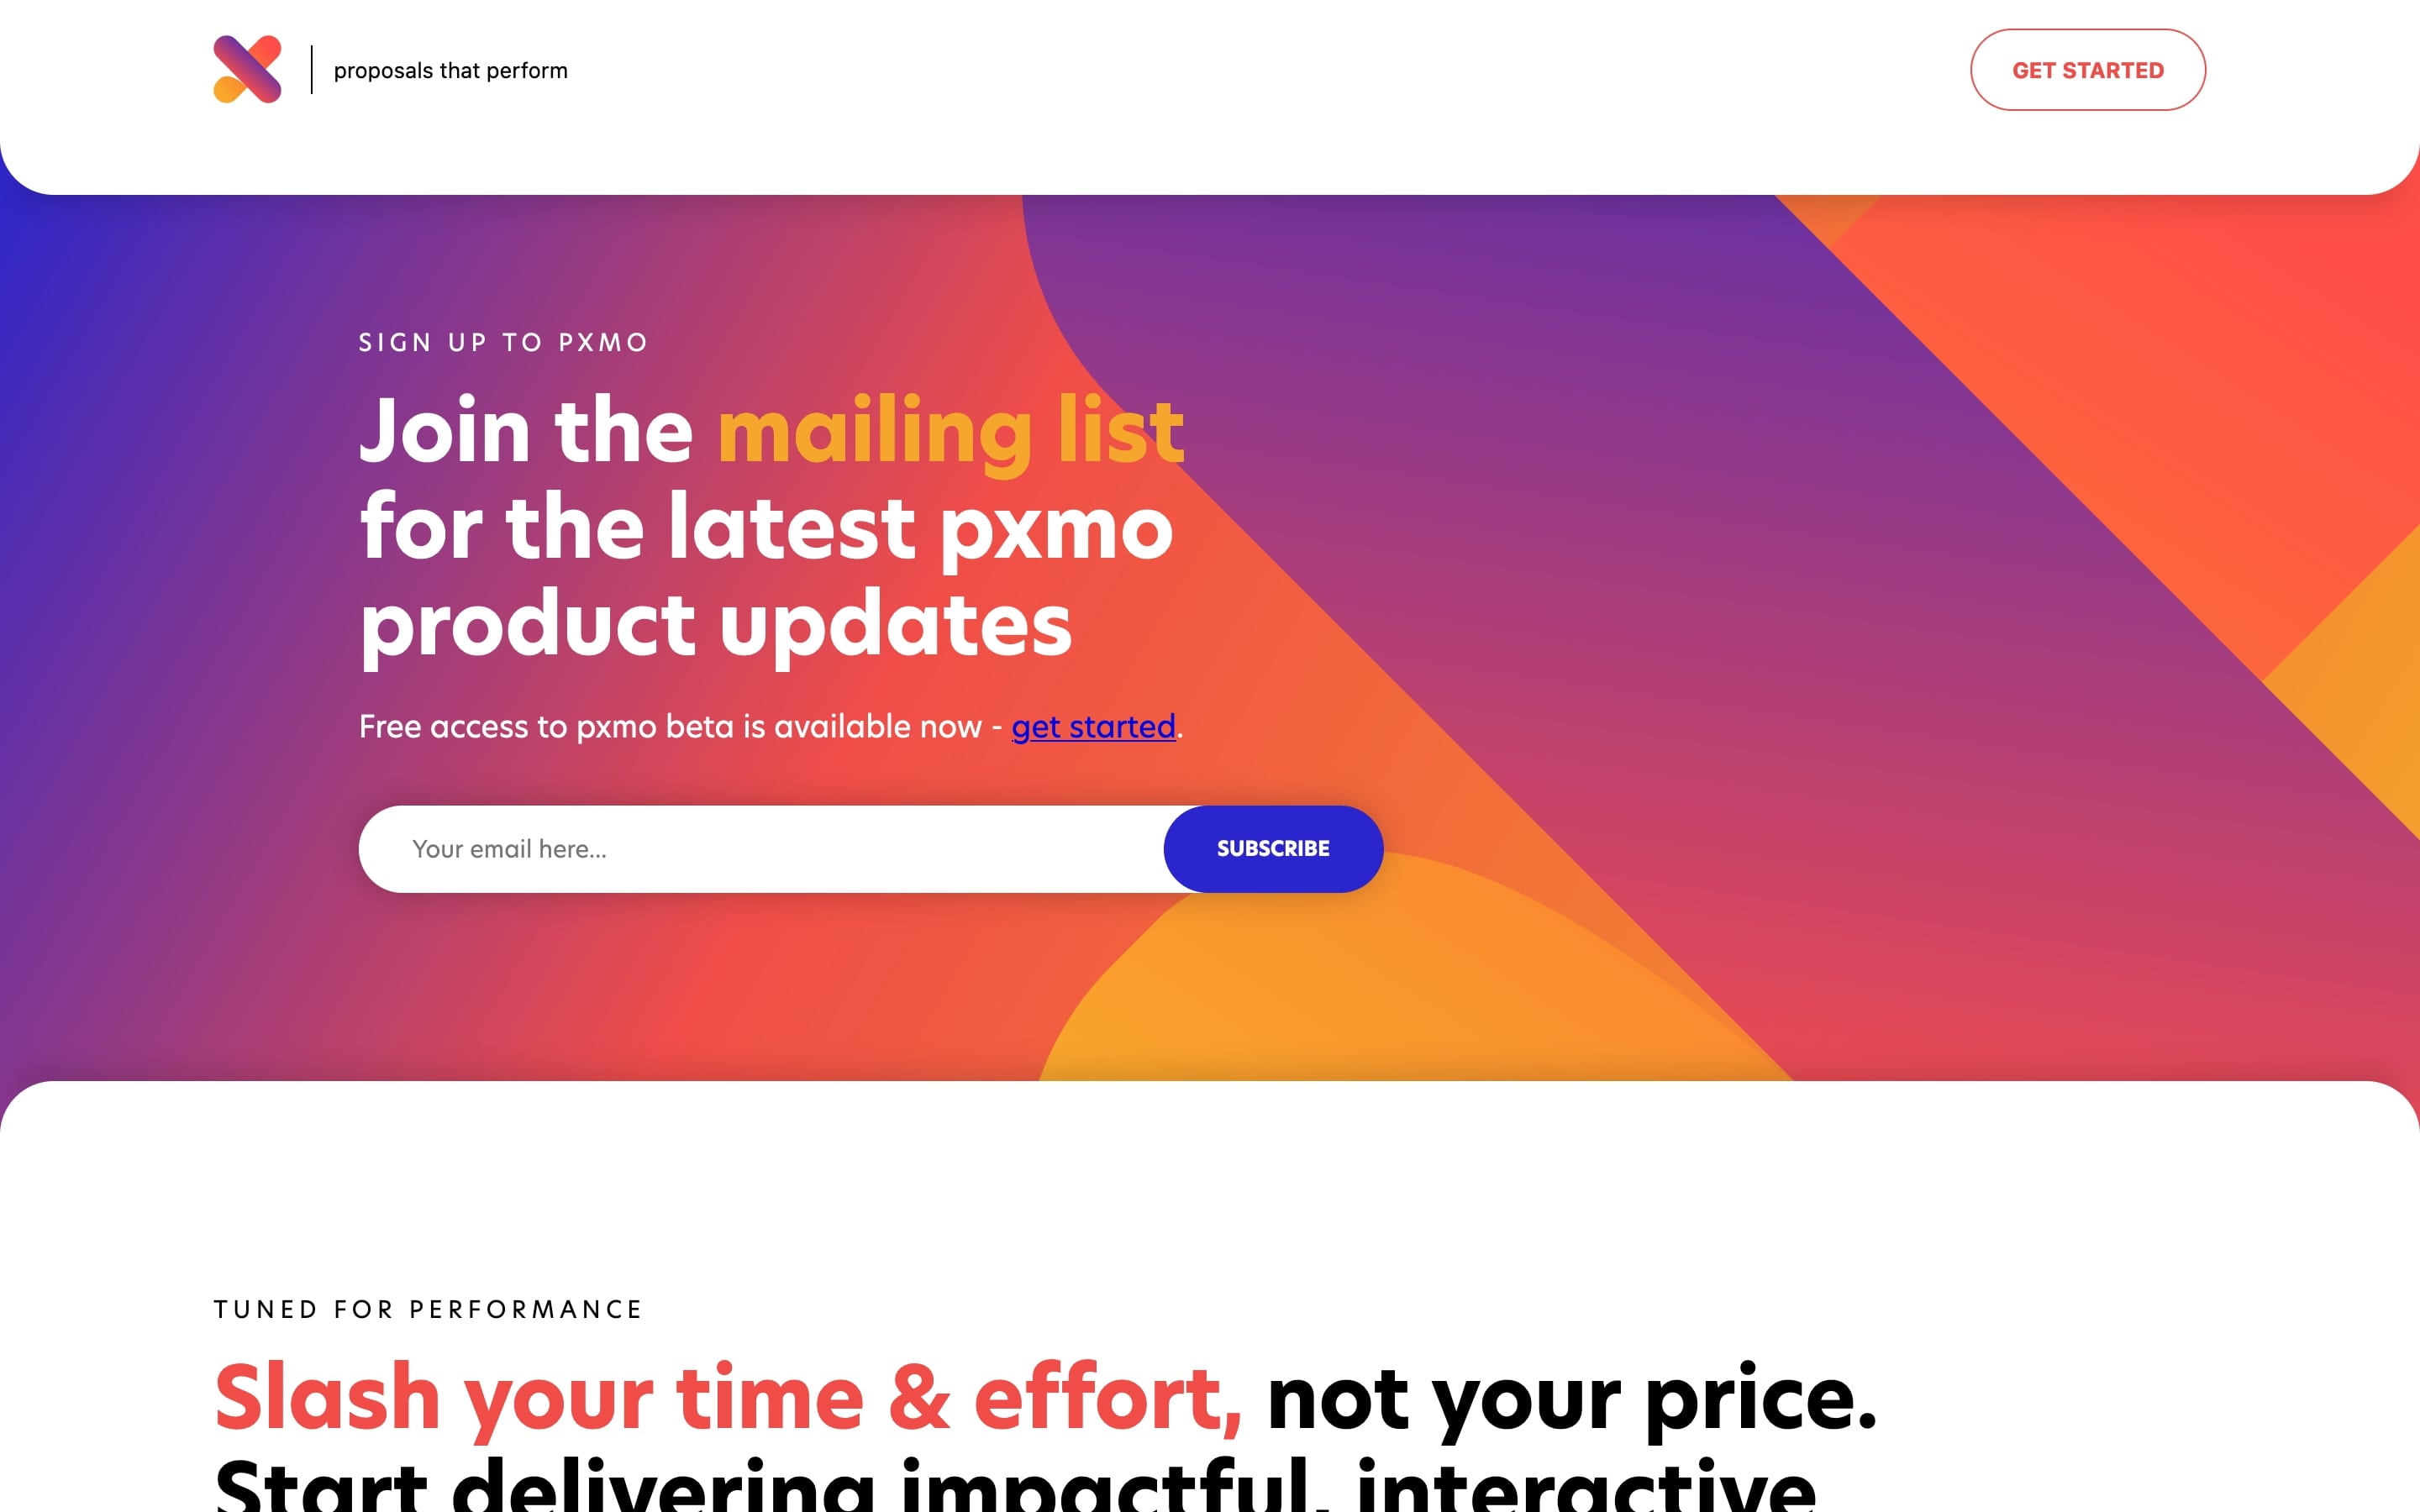 proposals that perform
GET STARTED
SIGN UP TO PXMO
Join the mailing list
for the latest pxmo
product updates
Free access to pxmo beta is available now - get started.
Your email here...
SUBSCRIBE
TUNED FOR PERFORMANCE
Slash your time & effort, not your price.
Start delivering impactful, interactive